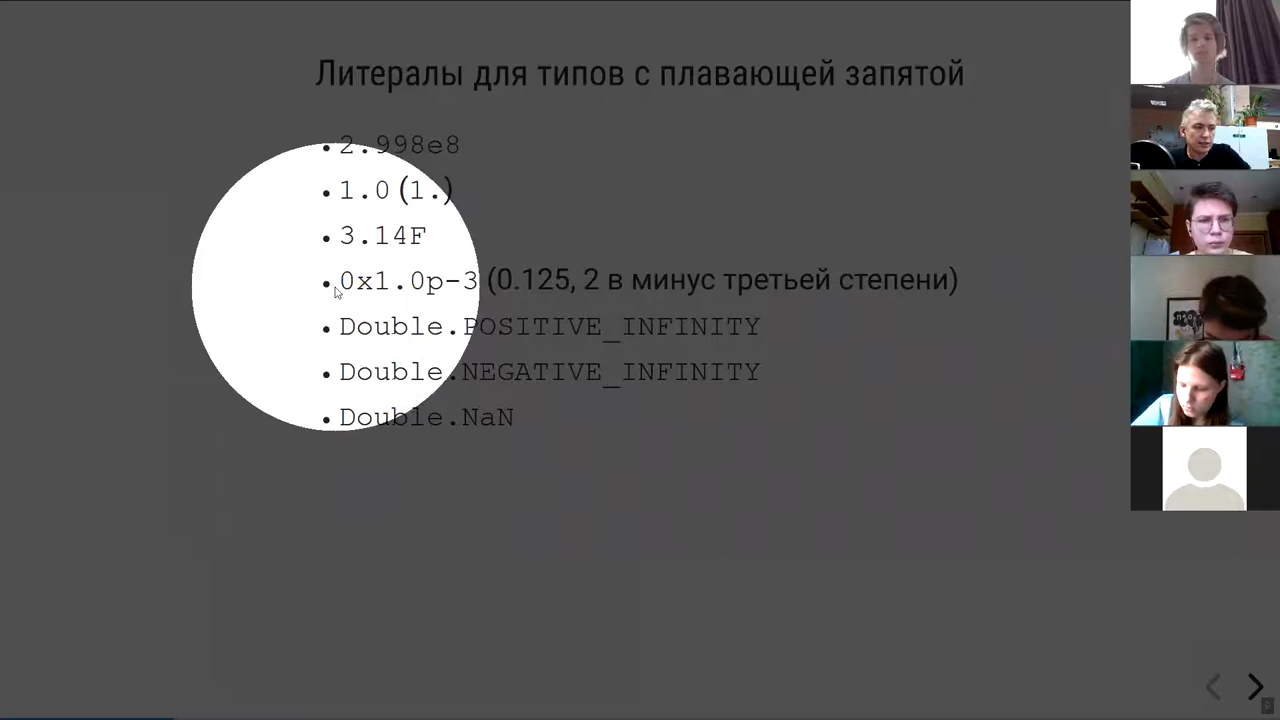 Литералы для типов с плавающей запятой
• 2.998e8
• 1.0 (1.)
• 3.14F
• 0x1.0p-3 (0.125, 2 в минус третьей степени)
• Double.POSITIVE_INFINITY
• Double.NEGATIVE_INFINITY
• Double.NaN